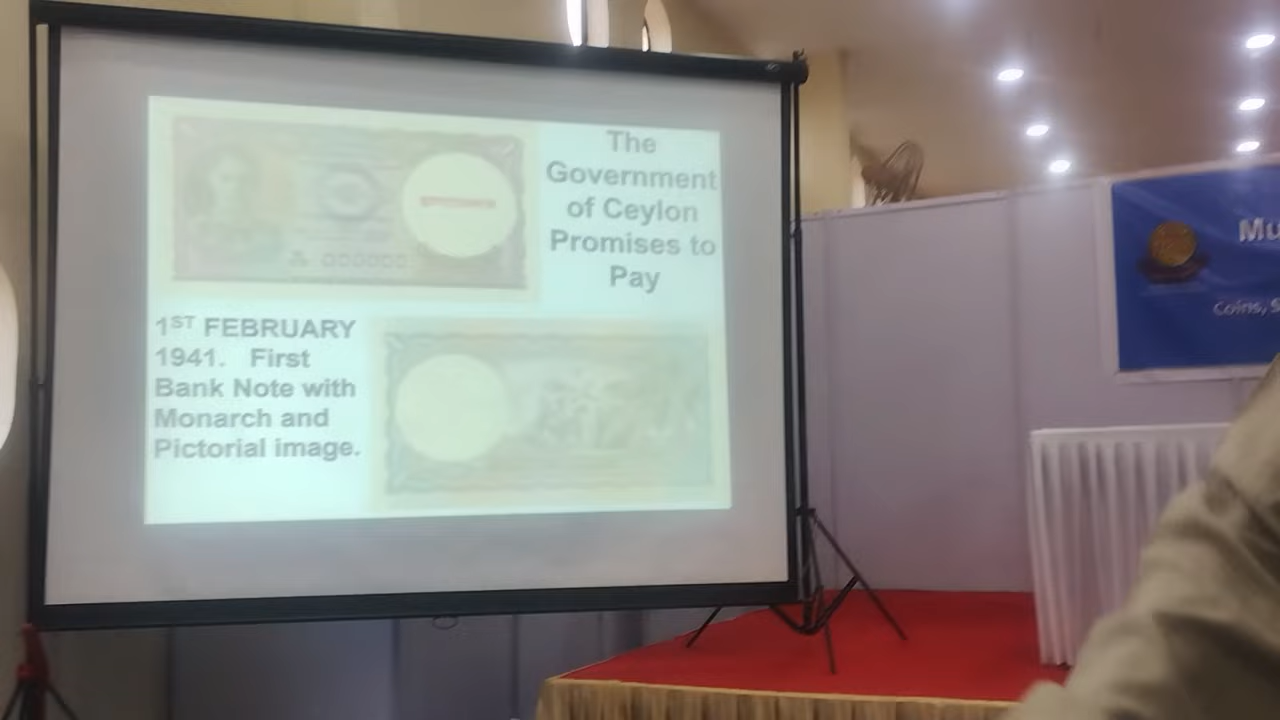 The
Government
of Ceylon
Promises to
Pay
1ST FEBRUARY
1941. First
Bank Note with
Monarch and
Pictorial image.
Mu
Coins, S